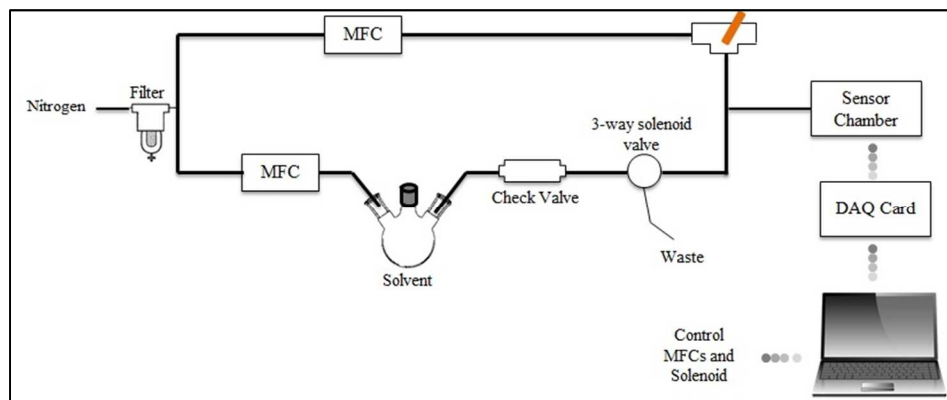 MFC
Nitrogen
Filter
MFC
Solvent
Check Valve
3-way solenoid
valve
Waste
Sensor
Chamber
DAQ Card
Control
MFCs and
Solenoid